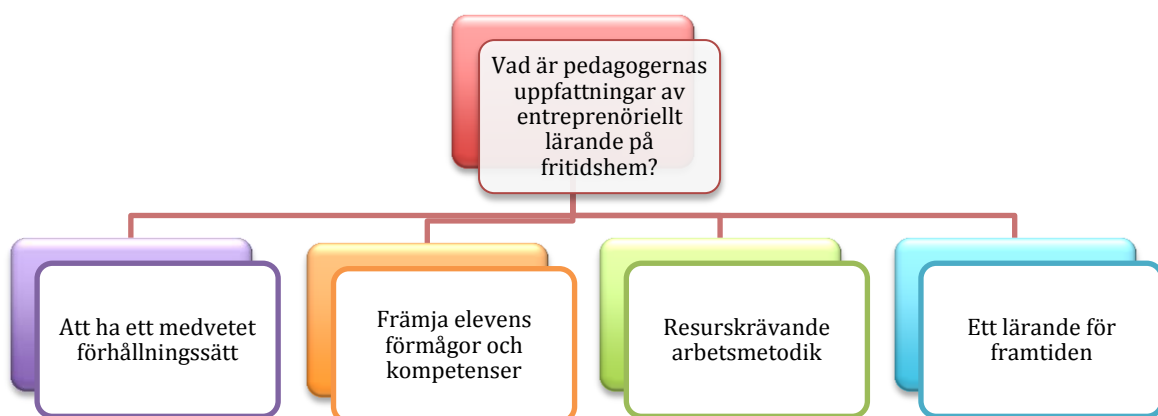 Vad är pedagogernas
uppfattningar av
entreprenöriellt
lärande på
fritidshem?
Att ha ett medvetet
förhållningssätt
Främja elevens
förmågor och
kompetenser
Resurskrävande
arbetsmetodik
Ett lärande för
framtiden